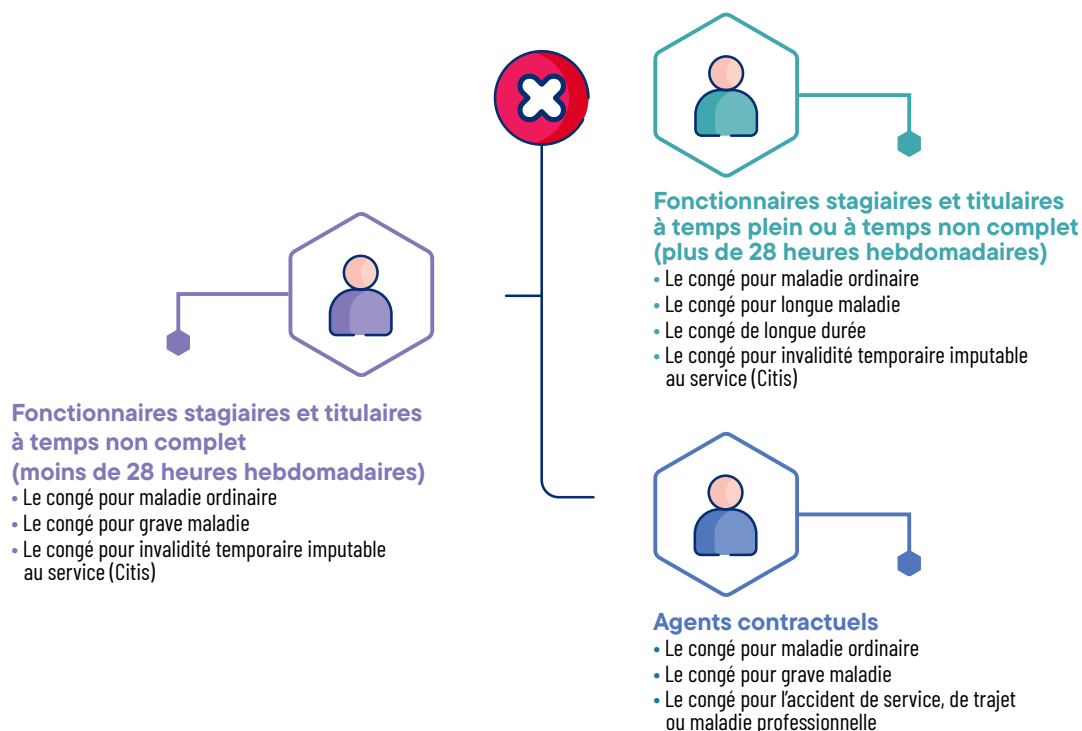 Fonctionnaires stagiaires et titulaires
à temps plein ou à temps non complet
(plus de 28 heures hebdomadaires)
• Le congé pour maladie ordinaire
• Le congé pour longue maladie
• Le congé de longue durée
• Le congé pour invalidité temporaire imputable
au service (Citis)
Fonctionnaires stagiaires et titulaires
à temps non complet
(moins de 28 heures hebdomadaires)
• Le congé pour maladie ordinaire
• Le congé pour grave maladie
• Le congé pour invalidité temporaire imputable
au service (Citis)
Agents contractuels
• Le congé pour maladie ordinaire
• Le congé pour grave maladie
• Le congé pour l’accident de service, de trajet
ou maladie professionnelle